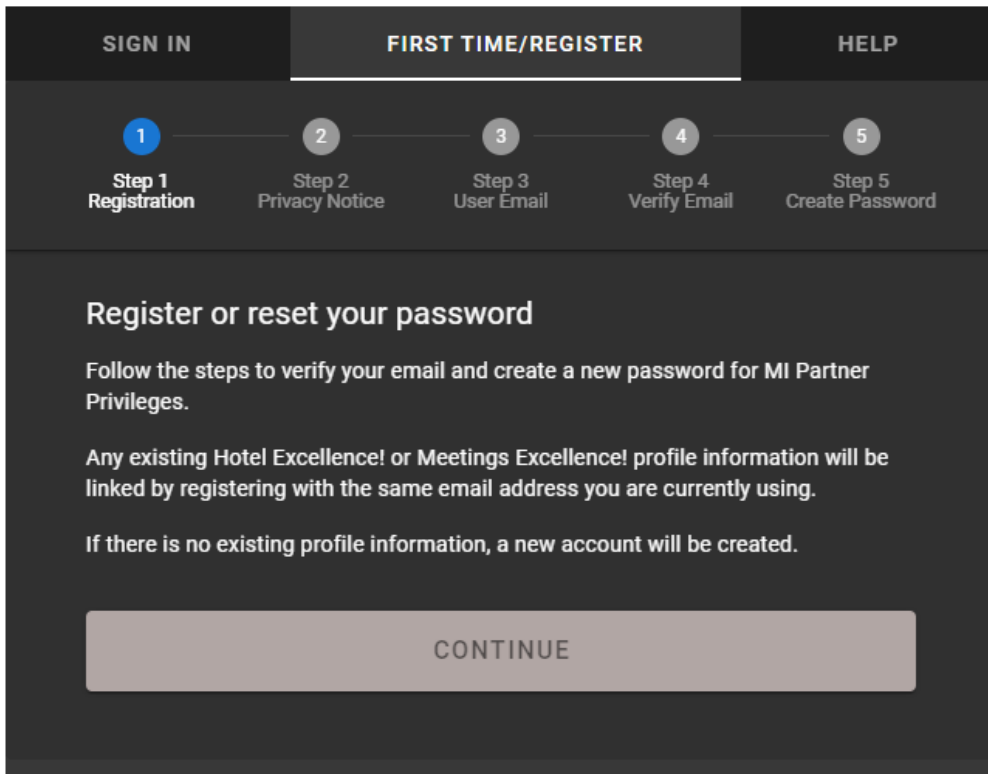 SIGN IN FIRST TIME/REGISTER HELP
1 2 3 4 5
Step 1 Step 2 Step 3 Step 4 Step 5
Registration Privacy Notice User Email Verify Email Create Password
Register or reset your password
Follow the steps to verify your email and create a new password for MI Partner
Privileges.
Any existing Hotel Excellence! or Meetings Excellence! profile information will be
linked by registering with the same email address you are currently using.
If there is no existing profile information, a new account will be created.
CONTINUE